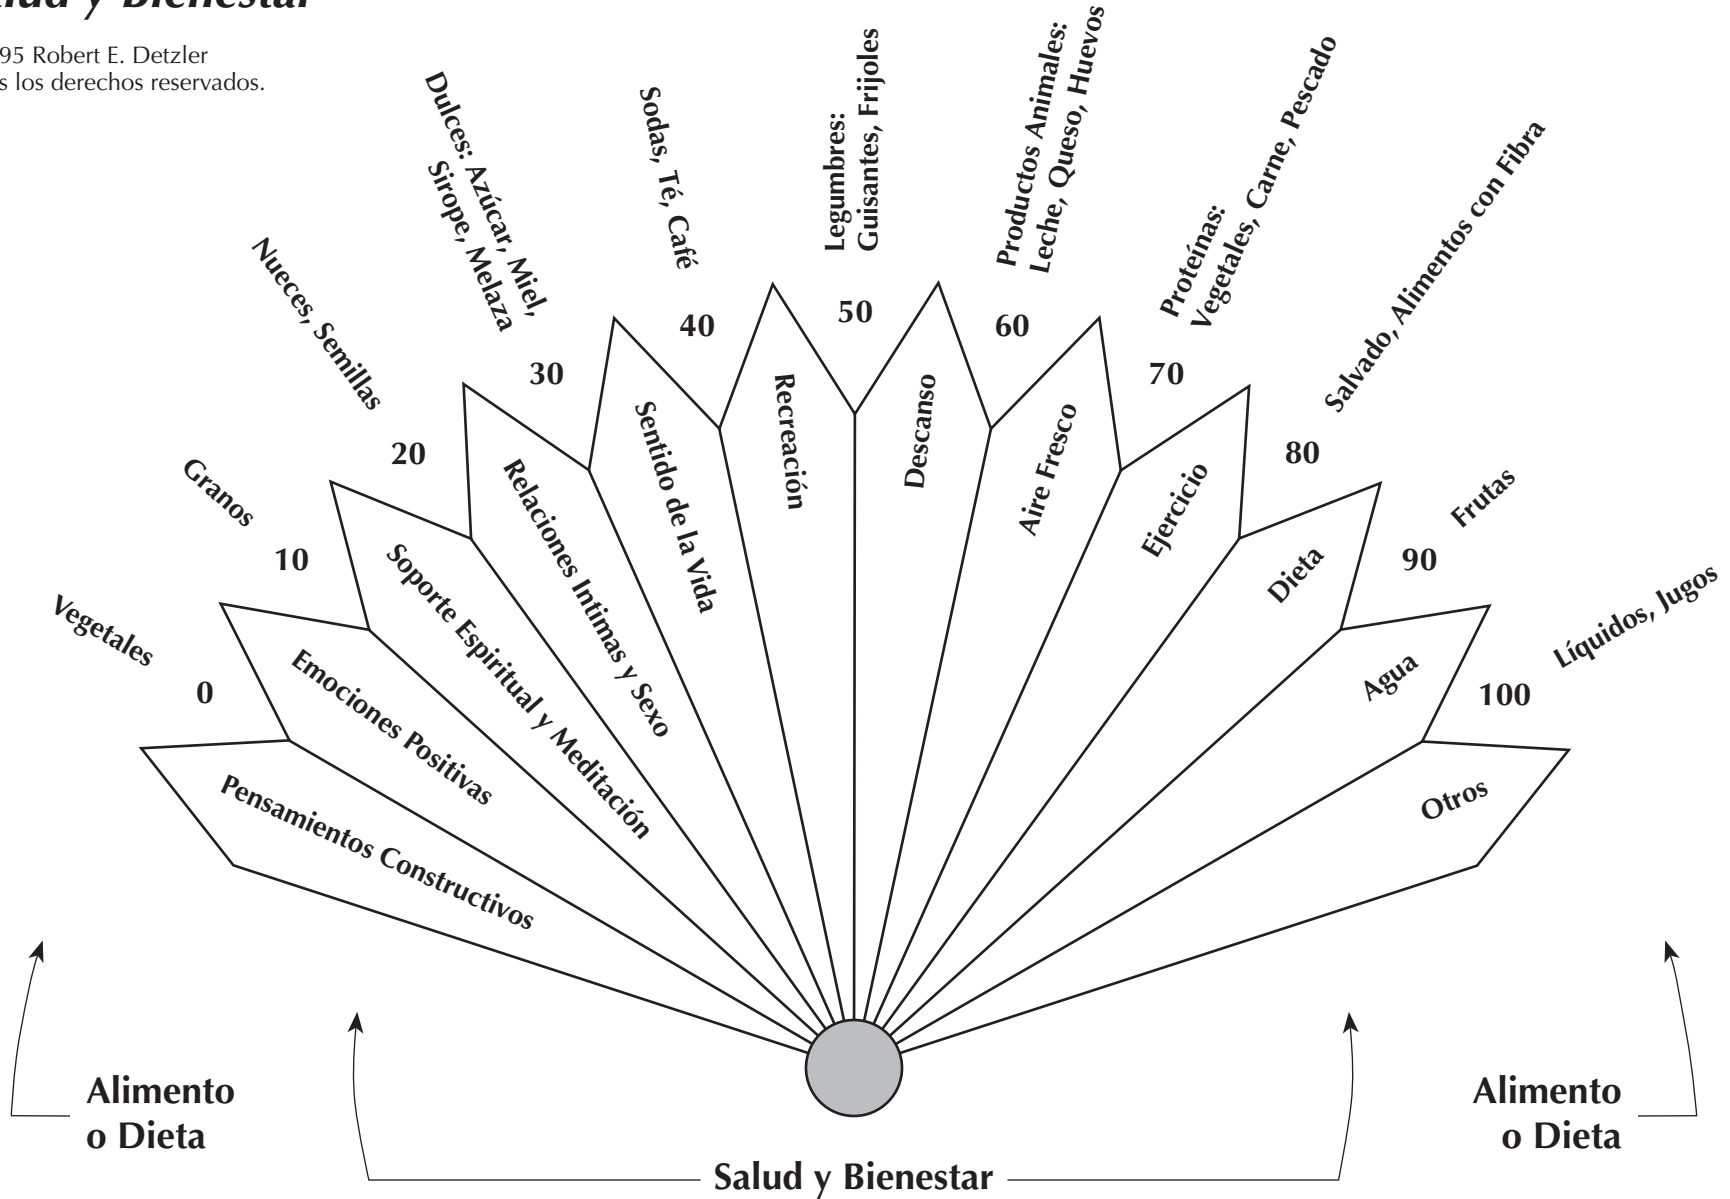 y Bienestar
95 Robert E. Detzler
los derechos reservados.
Vegetales
Granos
Nueces, Semillas
Dulces: Azúcar, Miel,
Sirope, Melaza
Sodas, Té, Café
Legumbres:
Guisantes, Frijoles
Productos Animales:
Leche, Queso, Huevos
Proteínas:
Vegetales, Carne, Pescado
Salvado, Alimentos con Fibra
Frutas
Líquidos, Jugos
0
10
20
30
40
50
60
70
80
90
100
Pensamientos Constructivos
Emociones Positivas
Soporte Espiritual y Meditación
Relaciones Intimas y Sexo
Sentido de la Vida
Recreación
Descanso
Aire Fresco
Ejercicio
Dieta
Agua
Otros
Alimento
o Dieta
Salud y Bienestar
Alimento
o Dieta